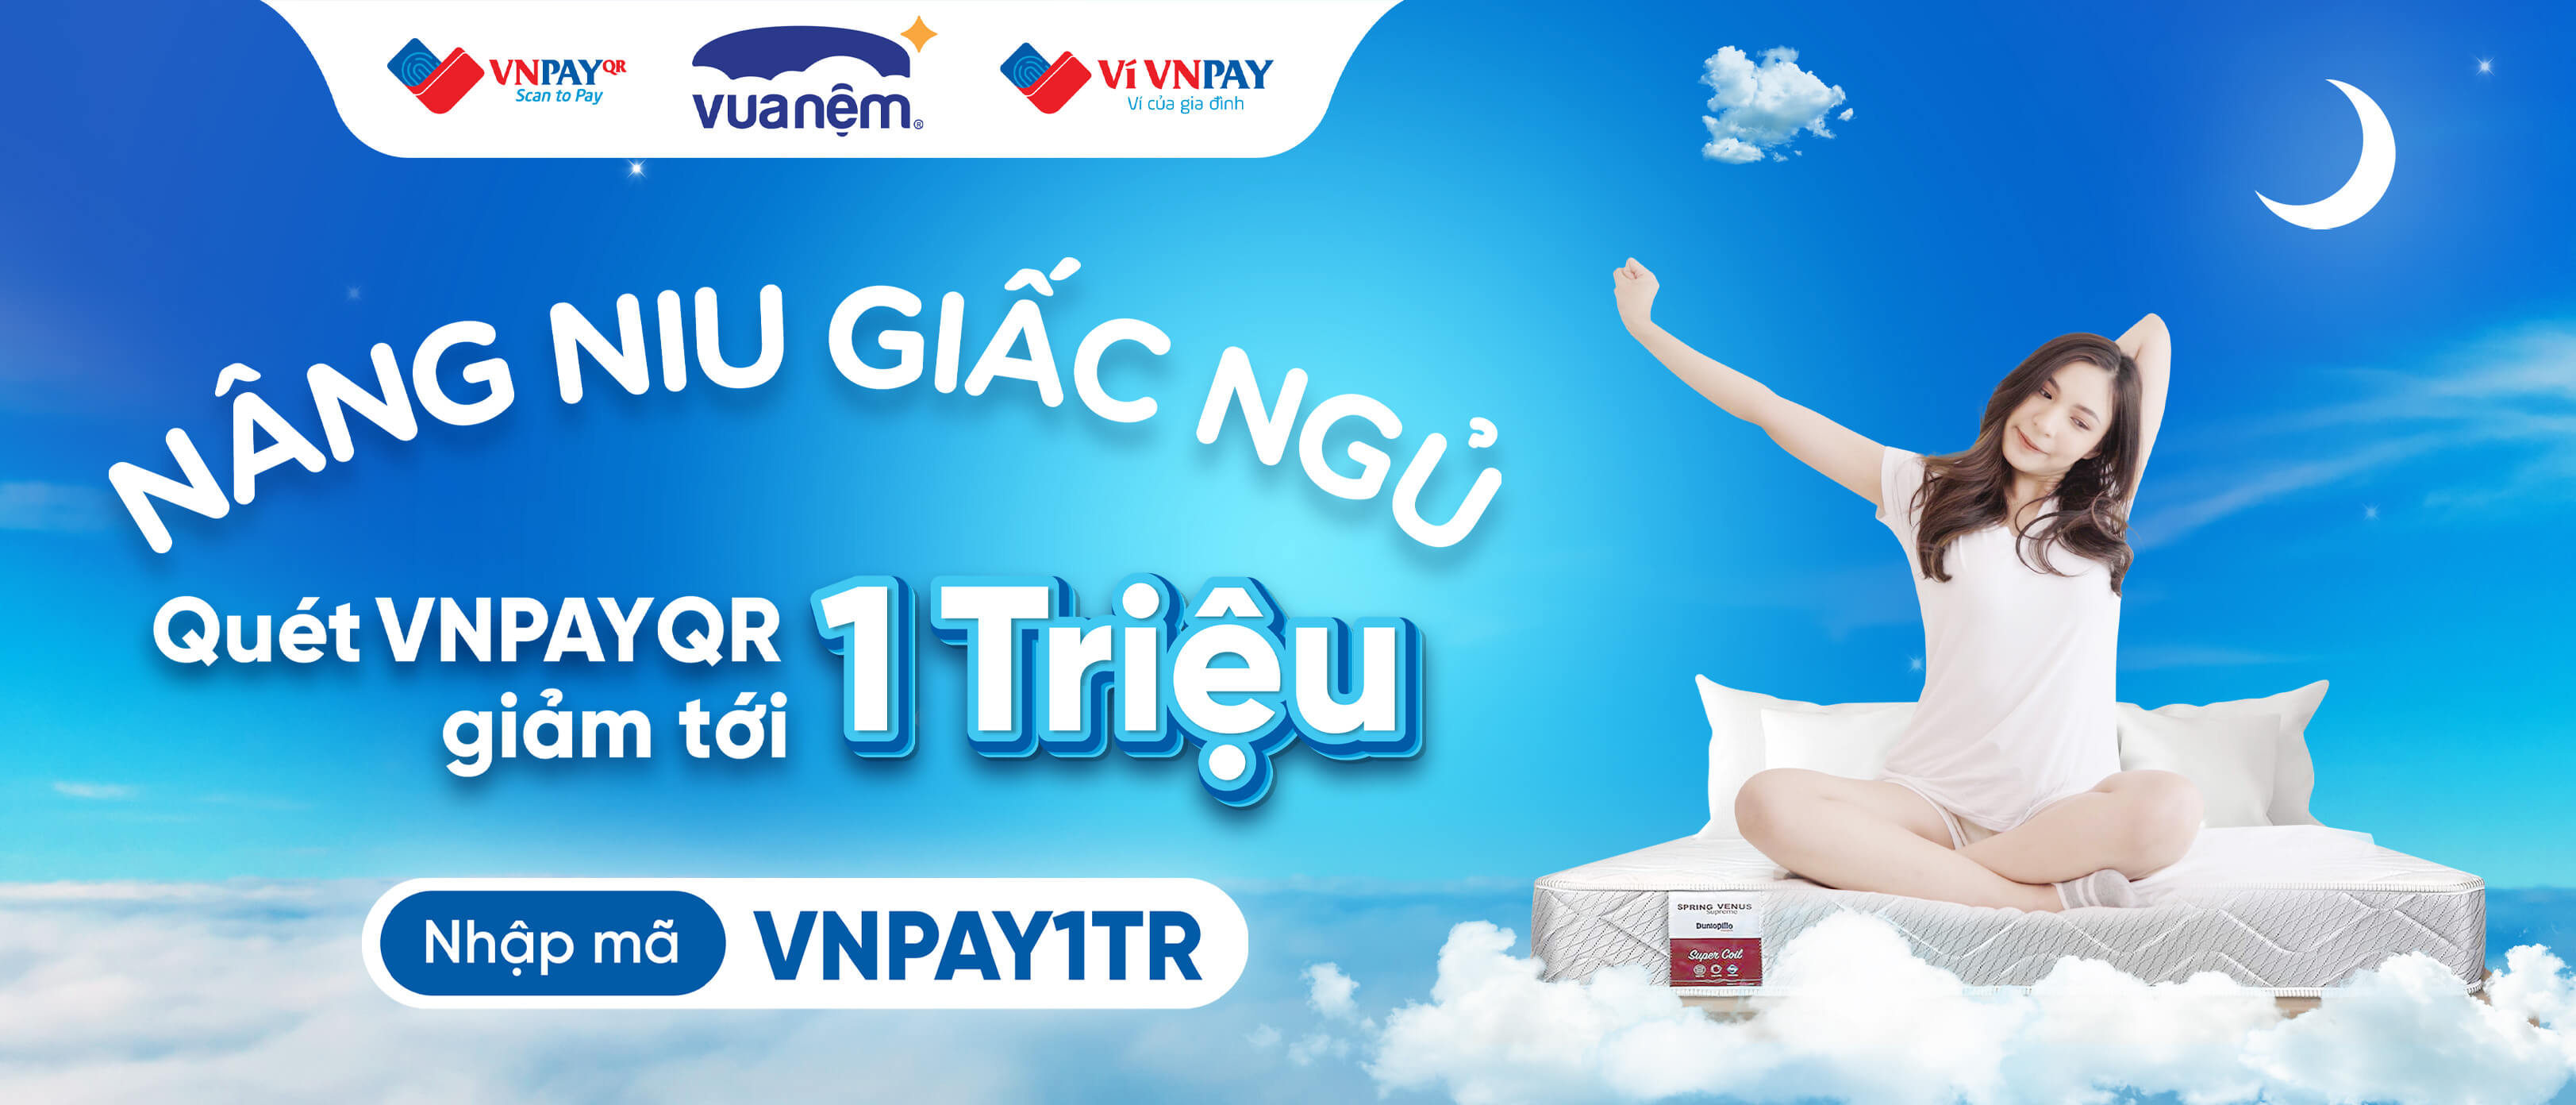 VNPAYQR
Scan to Pay
vuanệm®
Ví VNPAY
Ví của gia đình
NÂNG NIU GIẤC NGỦ
Quét VNPAYQR
giảm tới
1 Triệu
Nhập mã VNPAY1TR
SPRING VENUS
Supreme
Dunlopillo
Super Coil